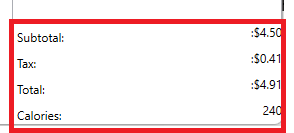 Subtotal: :$4.50
Tax: :$0.41
Total: :$4.91
Calories: 240